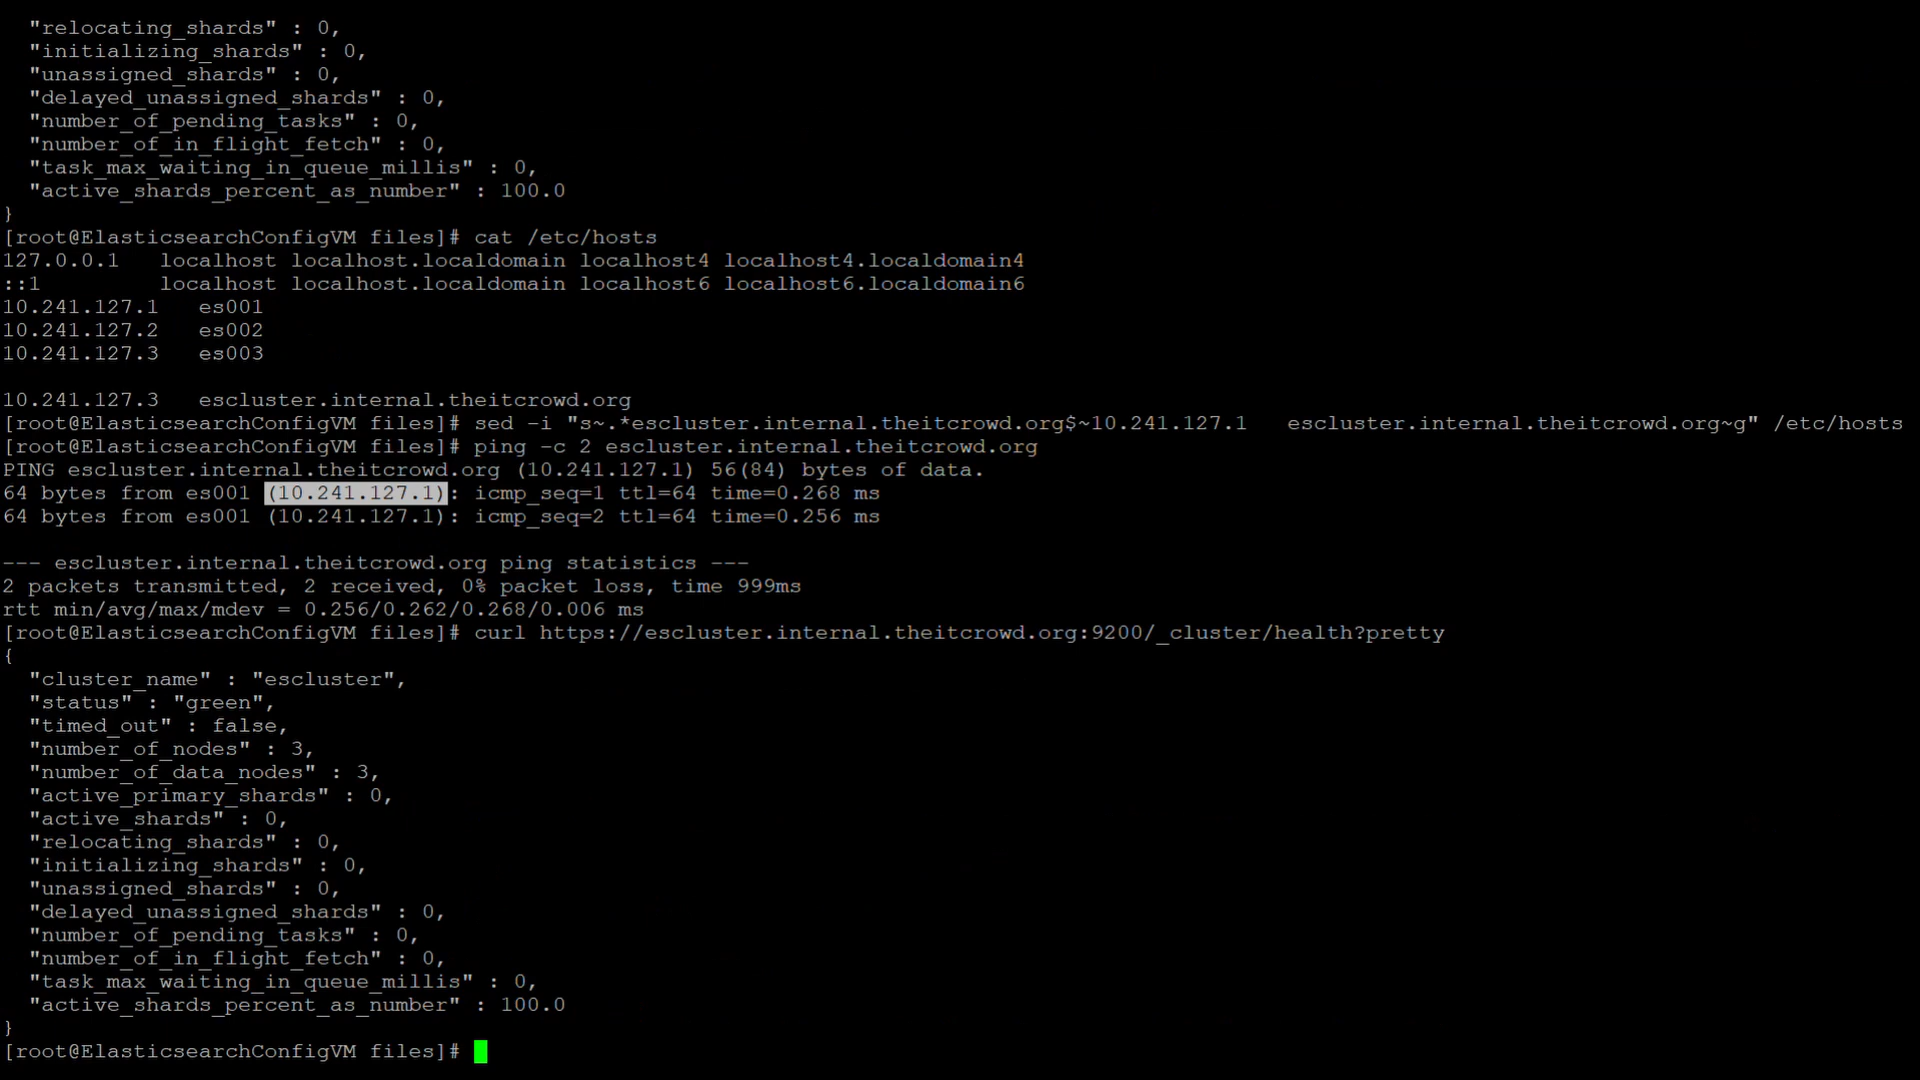 "relocating_shards" : 0,
  "initializing_shards" : 0,
  "unassigned_shards" : 0,
  "delayed_unassigned_shards" : 0,
  "number_of_pending_tasks" : 0,
  "number_of_in_flight_fetch" : 0,
  "task_max_waiting_in_queue_millis" : 0,
  "active_shards_percent_as_number" : 100.0
}
[root@ElasticsearchConfigVM files]# cat /etc/hosts
127.0.0.1   localhost localhost.localdomain localhost4 localhost4.localdomain4
::1         localhost localhost.localdomain localhost6 localhost6.localdomain6
10.241.127.1   es001
10.241.127.2   es002
10.241.127.3   es003

10.241.127.3   escluster.internal.theitcrowd.org
[root@ElasticsearchConfigVM files]# sed -i "s~.*escluster.internal.theitcrowd.org$~10.241.127.1   escluster.internal.theitcrowd.org~g" /etc/hosts
[root@ElasticsearchConfigVM files]# ping -c 2 escluster.internal.theitcrowd.org
PING escluster.internal.theitcrowd.org (10.241.127.1) 56(84) bytes of data.
64 bytes from es001 (10.241.127.1): icmp_seq=1 ttl=64 time=0.268 ms
64 bytes from es001 (10.241.127.1): icmp_seq=2 ttl=64 time=0.256 ms

--- escluster.internal.theitcrowd.org ping statistics ---
2 packets transmitted, 2 received, 0% packet loss, time 999ms
rtt min/avg/max/mdev = 0.256/0.262/0.268/0.006 ms
[root@ElasticsearchConfigVM files]# curl https://escluster.internal.theitcrowd.org:9200/_cluster/health?pretty
{
  "cluster_name" : "escluster",
  "status" : "green",
  "timed_out" : false,
  "number_of_nodes" : 3,
  "number_of_data_nodes" : 3,
  "active_primary_shards" : 0,
  "active_shards" : 0,
  "relocating_shards" : 0,
  "initializing_shards" : 0,
  "unassigned_shards" : 0,
  "delayed_unassigned_shards" : 0,
  "number_of_pending_tasks" : 0,
  "number_of_in_flight_fetch" : 0,
  "task_max_waiting_in_queue_millis" : 0,
  "active_shards_percent_as_number" : 100.0
}
[root@ElasticsearchConfigVM files]#